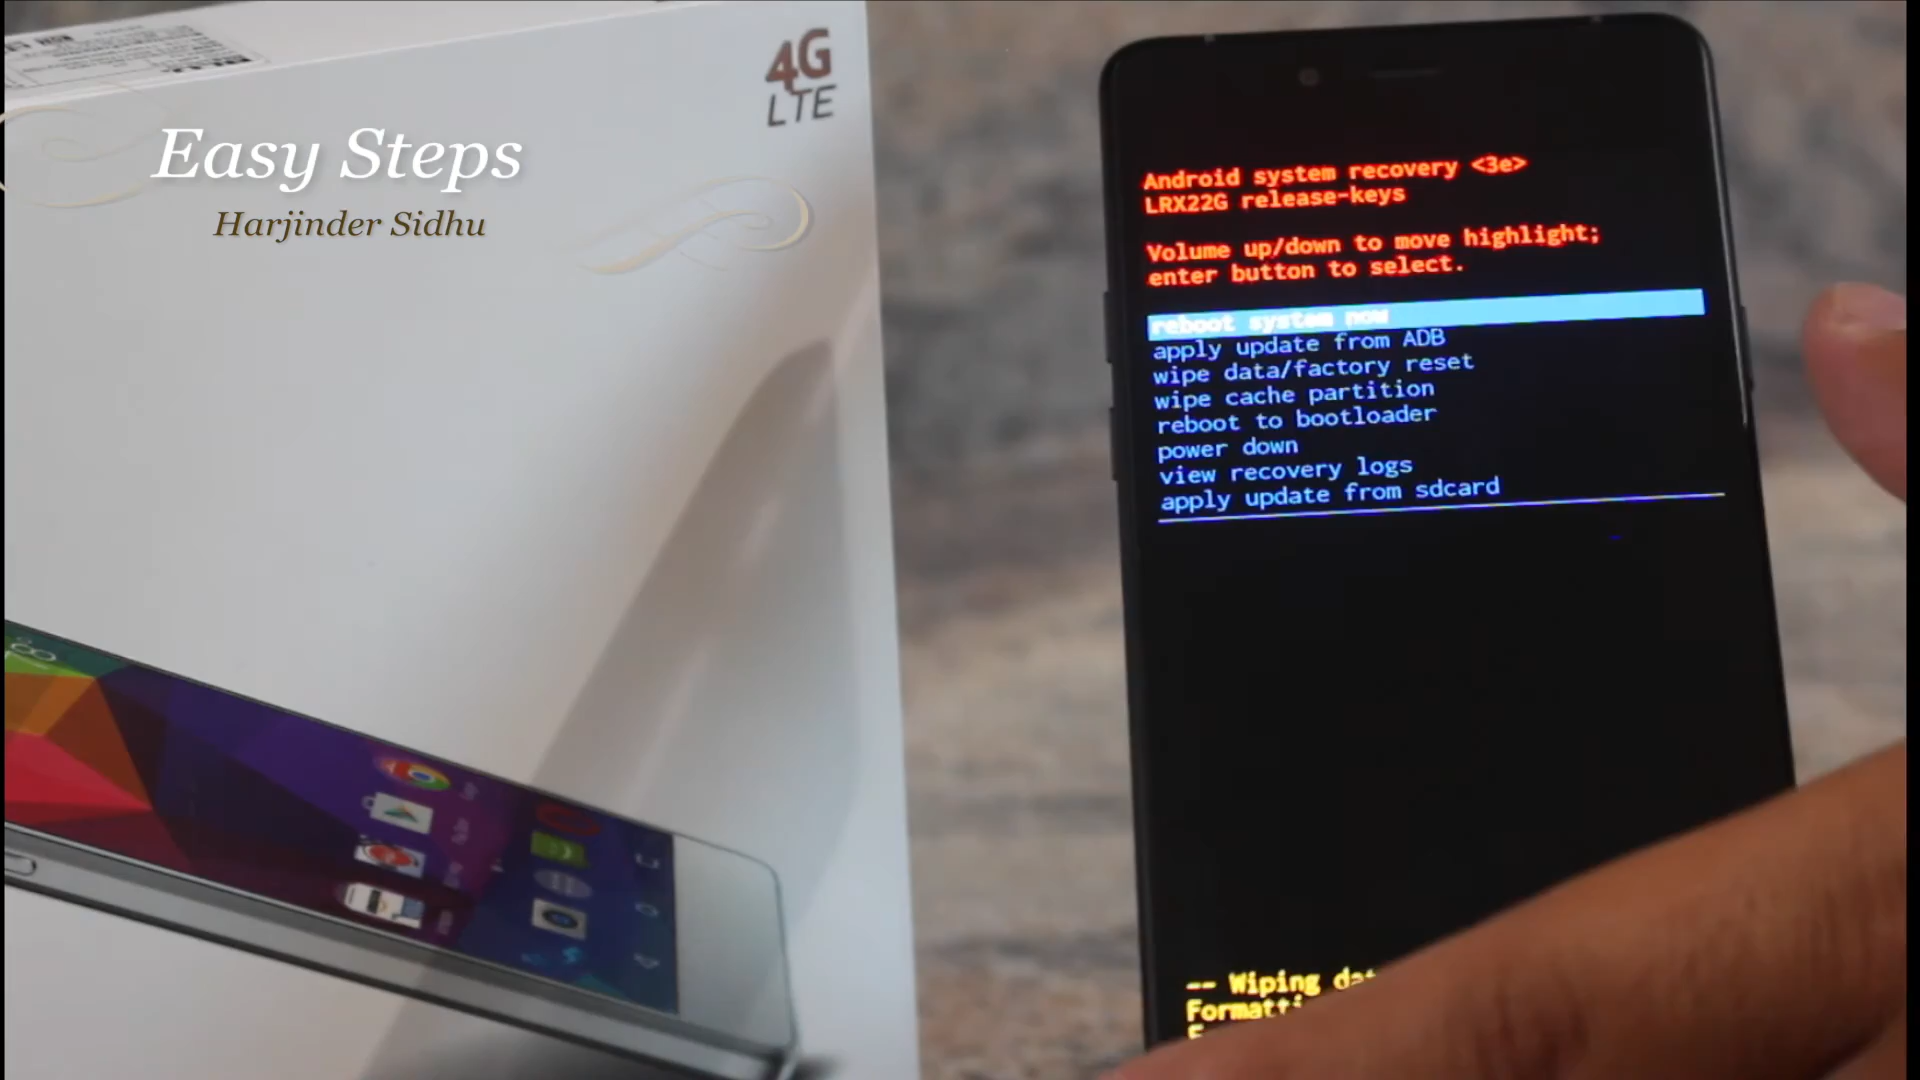 4G
LTE
Easy Steps
Harjinder Sidhu
Android system recovery <3e>
LRX22G release-keys
Volume up/down to move highlight;
enter button to select.
reboot system now
apply update from ADB
wipe data/factory reset
wipe cache partition
reboot to bootloader
power down
view recovery logs
apply update from sdcard
-- Wiping dat
Formatti